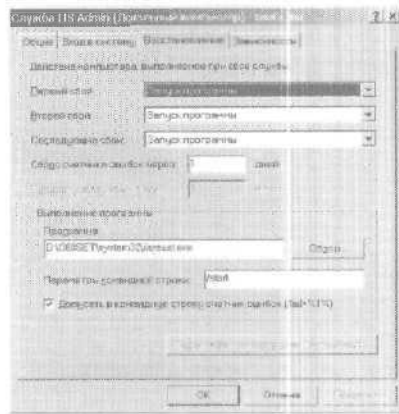 Служба IIS Admin (Локальный компьютер)
? ×
Общие Вход в систему Восстановление Зависимости
Действия компьютера, выполняемые при сбое службы
Первый сбой: Запуск программы
Второй сбой: Запуск программы
Последующие сбои: Запуск программы
Сброс счетчика ошибок через: дней
Выполнение программы
Программа
Обзор...
Параметры командной строки: /start
Дописать в командную строку счетчик ошибок (/fail=%1%)
ОК Отмена